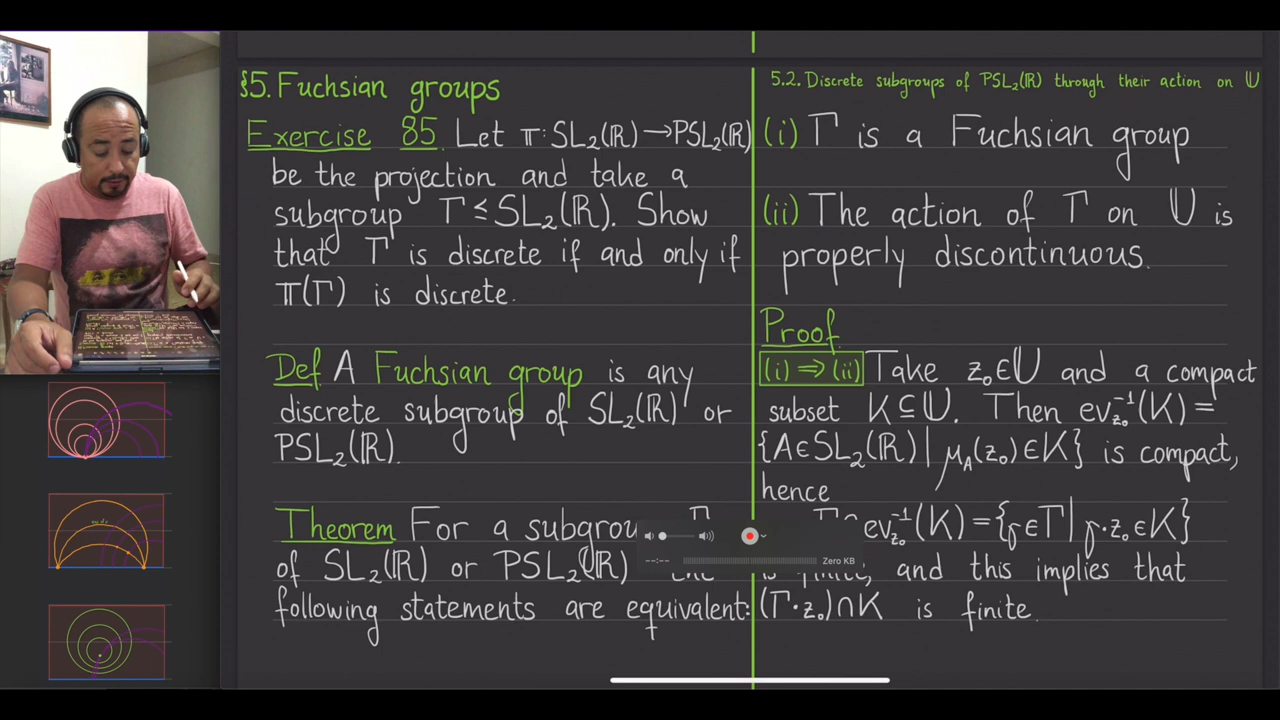 §5. Fuchsian groups
Exercise 85. Let π: SL₂(ℝ) → PSL₂(ℝ)
be the projection and take a
subgroup Γ ≤ SL₂(ℝ). Show
that Γ is discrete if and only if
π(Γ) is discrete.
Def A Fuchsian group is any
discrete subgroup of SL₂(ℝ) or
PSL₂(ℝ).
Theorem For a subgroup Γ
of SL₂(ℝ) or PSL₂(ℝ) the
following statements are equivalent:
5.2. Discrete subgroups of PSL₂(ℝ) through their action on U
(i) Γ is a Fuchsian group
(ii) The action of Γ on U is
properly discontinuous.
Proof
(i) ⇒ (ii) Take z₀∈U and a compact
subset K ⊆ U. Then ev_{z₀}⁻¹(K) =
{A∈SL₂(ℝ) | μ_A(z₀)∈K} is compact,
hence
ev_{z₀}⁻¹(K) = {γ∈Γ | γ·z₀∈K}
is finite, and this implies that
(Γ·z₀)∩K is finite.
--:--
Zero KB